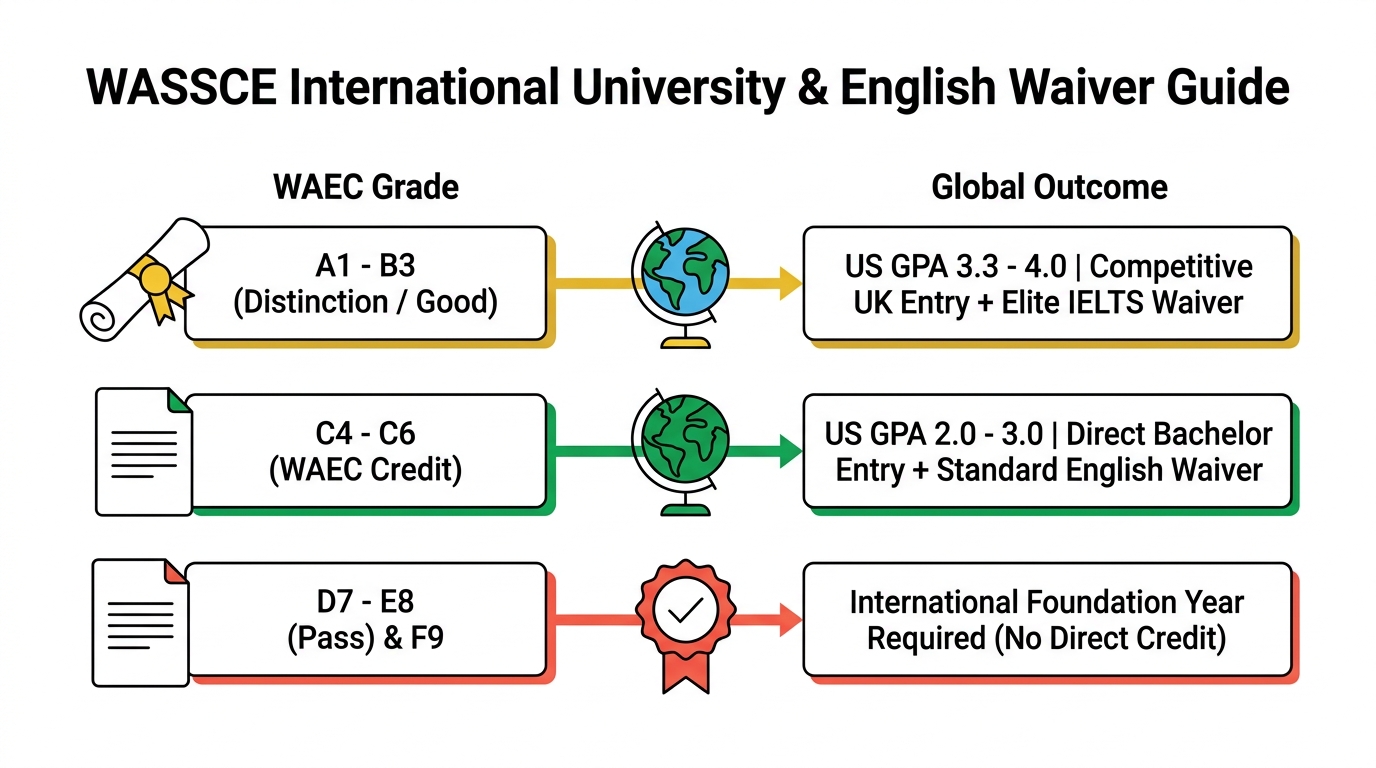 WASSCE International University & English Waiver Guide
WAEC Grade
Global Outcome
A1 - B3
(Distinction / Good)
US GPA 3.3 - 4.0 | Competitive
UK Entry + Elite IELTS Waiver
C4 - C6
(WAEC Credit)
US GPA 2.0 - 3.0 | Direct Bachelor
Entry + Standard English Waiver
D7 - E8
(Pass) & F9
International Foundation Year
Required (No Direct Credit)